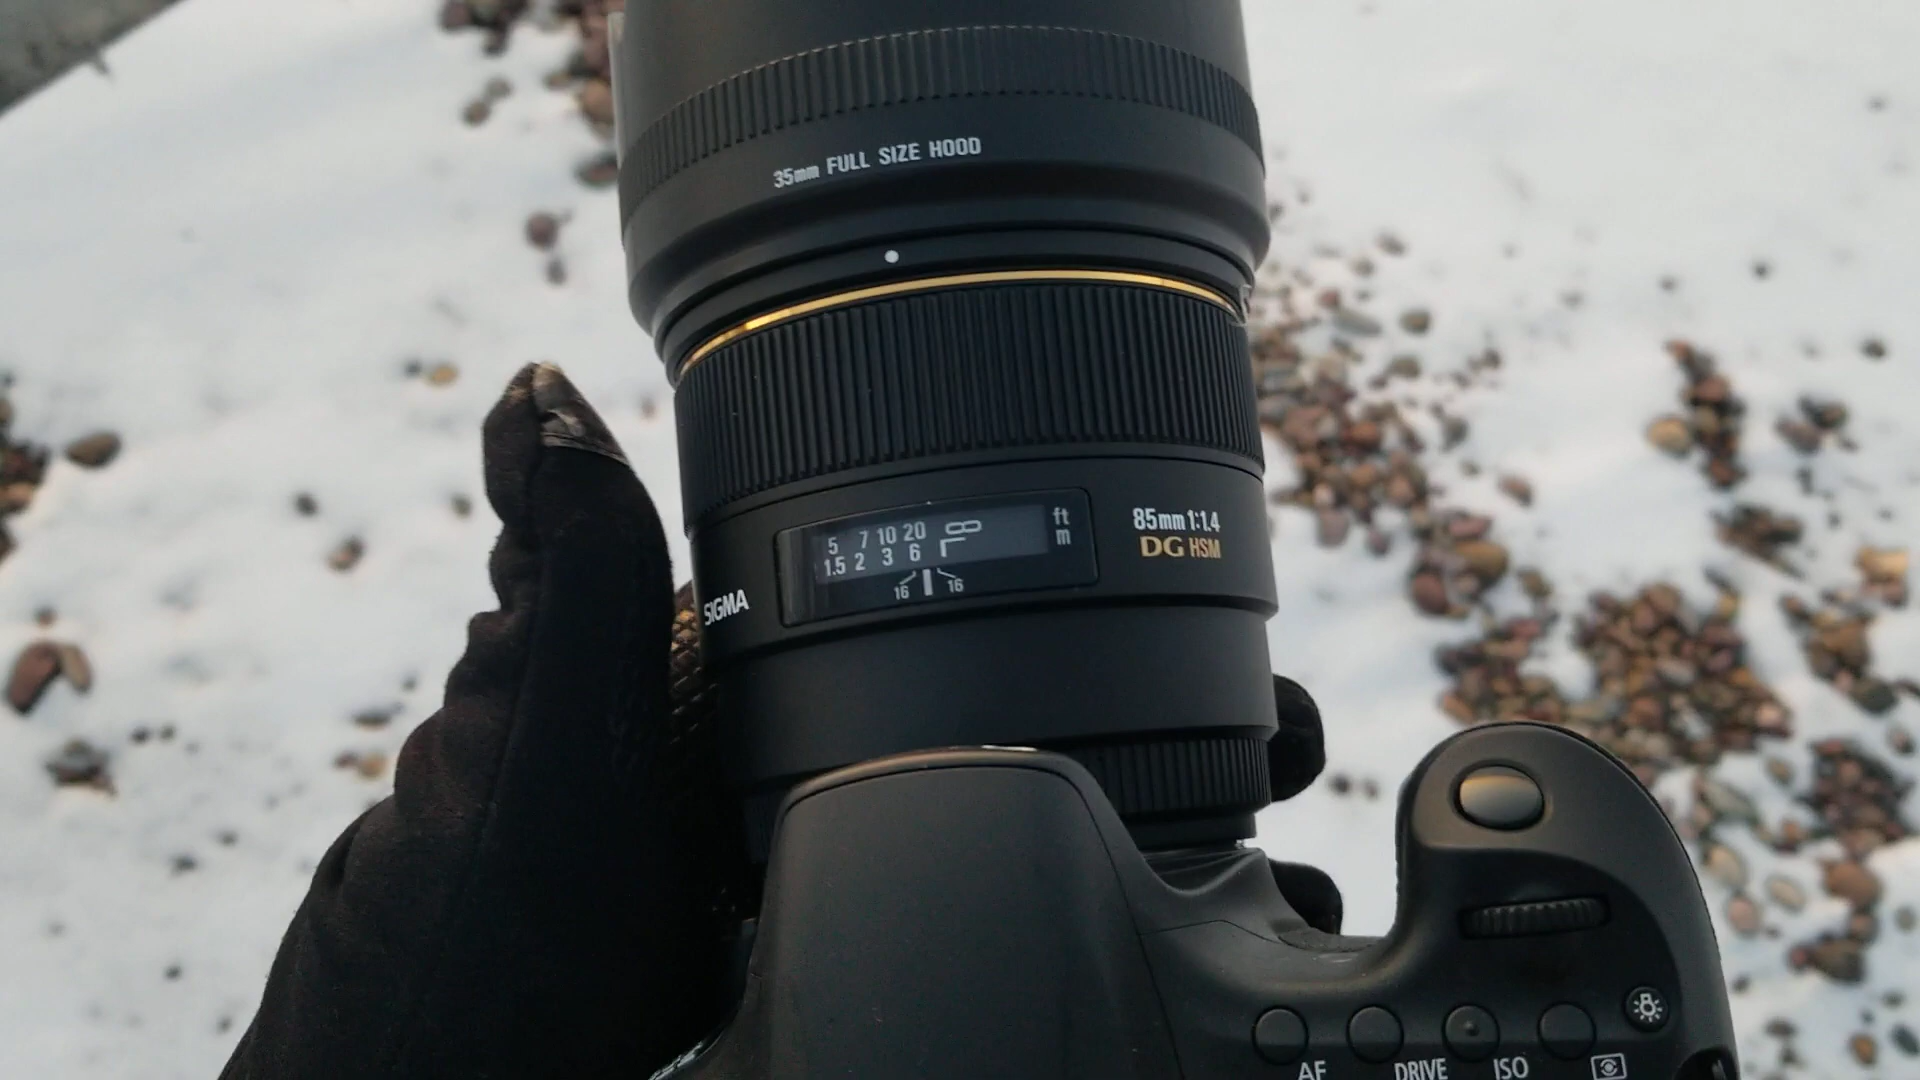 35mm FULL SIZE HOOD
5 7 10 20 ∞ ft
1.5 2 3 6 m
16 16
85mm 1:1.4
DG HSM
SIGMA
AF DRIVE ISO